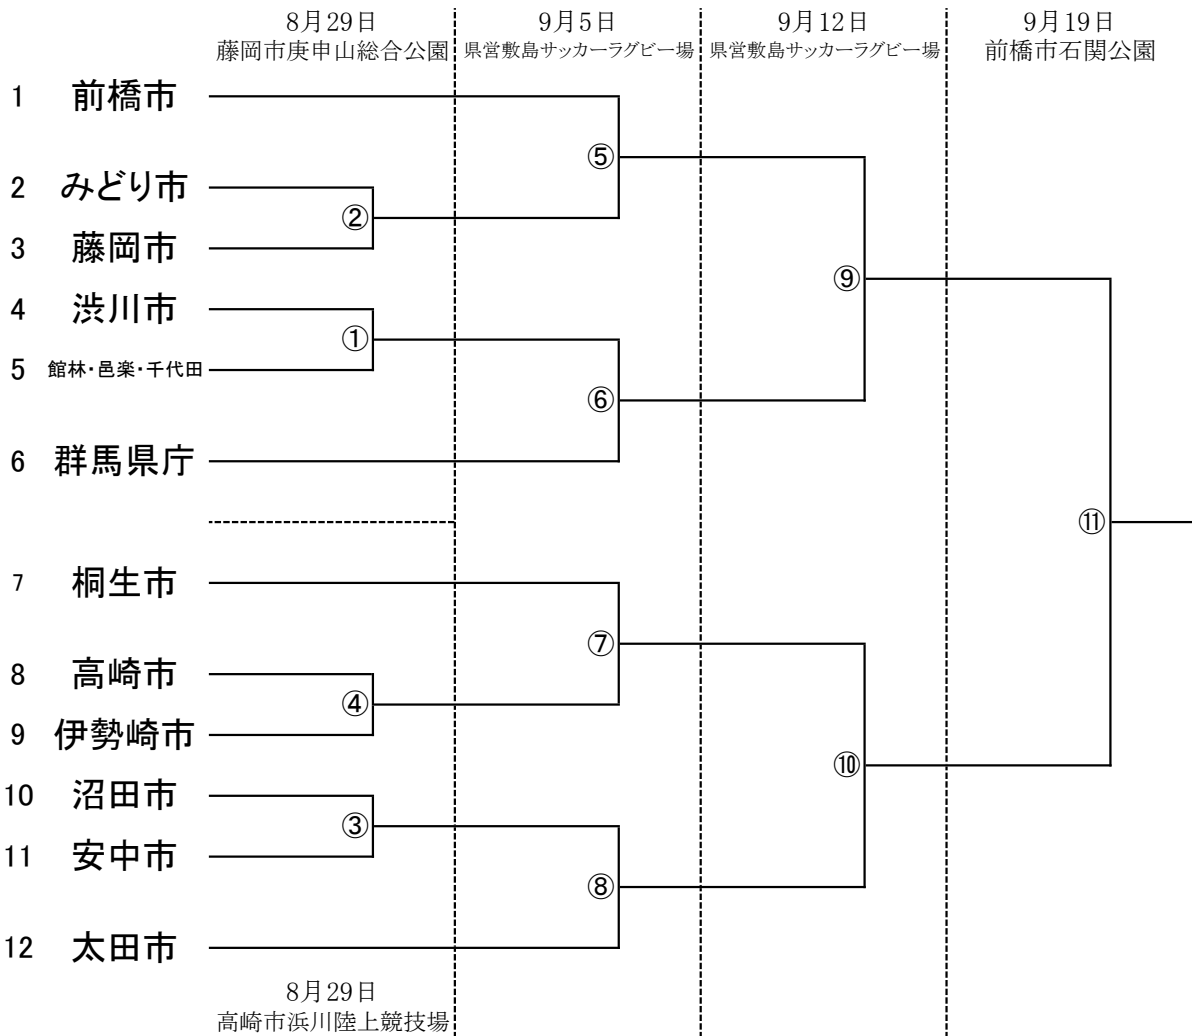 8月29日
藤岡市庚申山総合公園
9月5日
県営敷島サッカーラグビー場
9月12日
県営敷島サッカーラグビー場
9月19日
前橋市石関公園
1 前橋市
⑤
2 みどり市
②
3 藤岡市
⑨
4 渋川市
①
5 館林・邑楽・千代田
⑥
6 群馬県庁
⑪
7 桐生市
⑦
8 高崎市
④
9 伊勢崎市
⑩
10 沼田市
③
11 安中市
⑧
12 太田市
8月29日
高崎市浜川陸上競技場